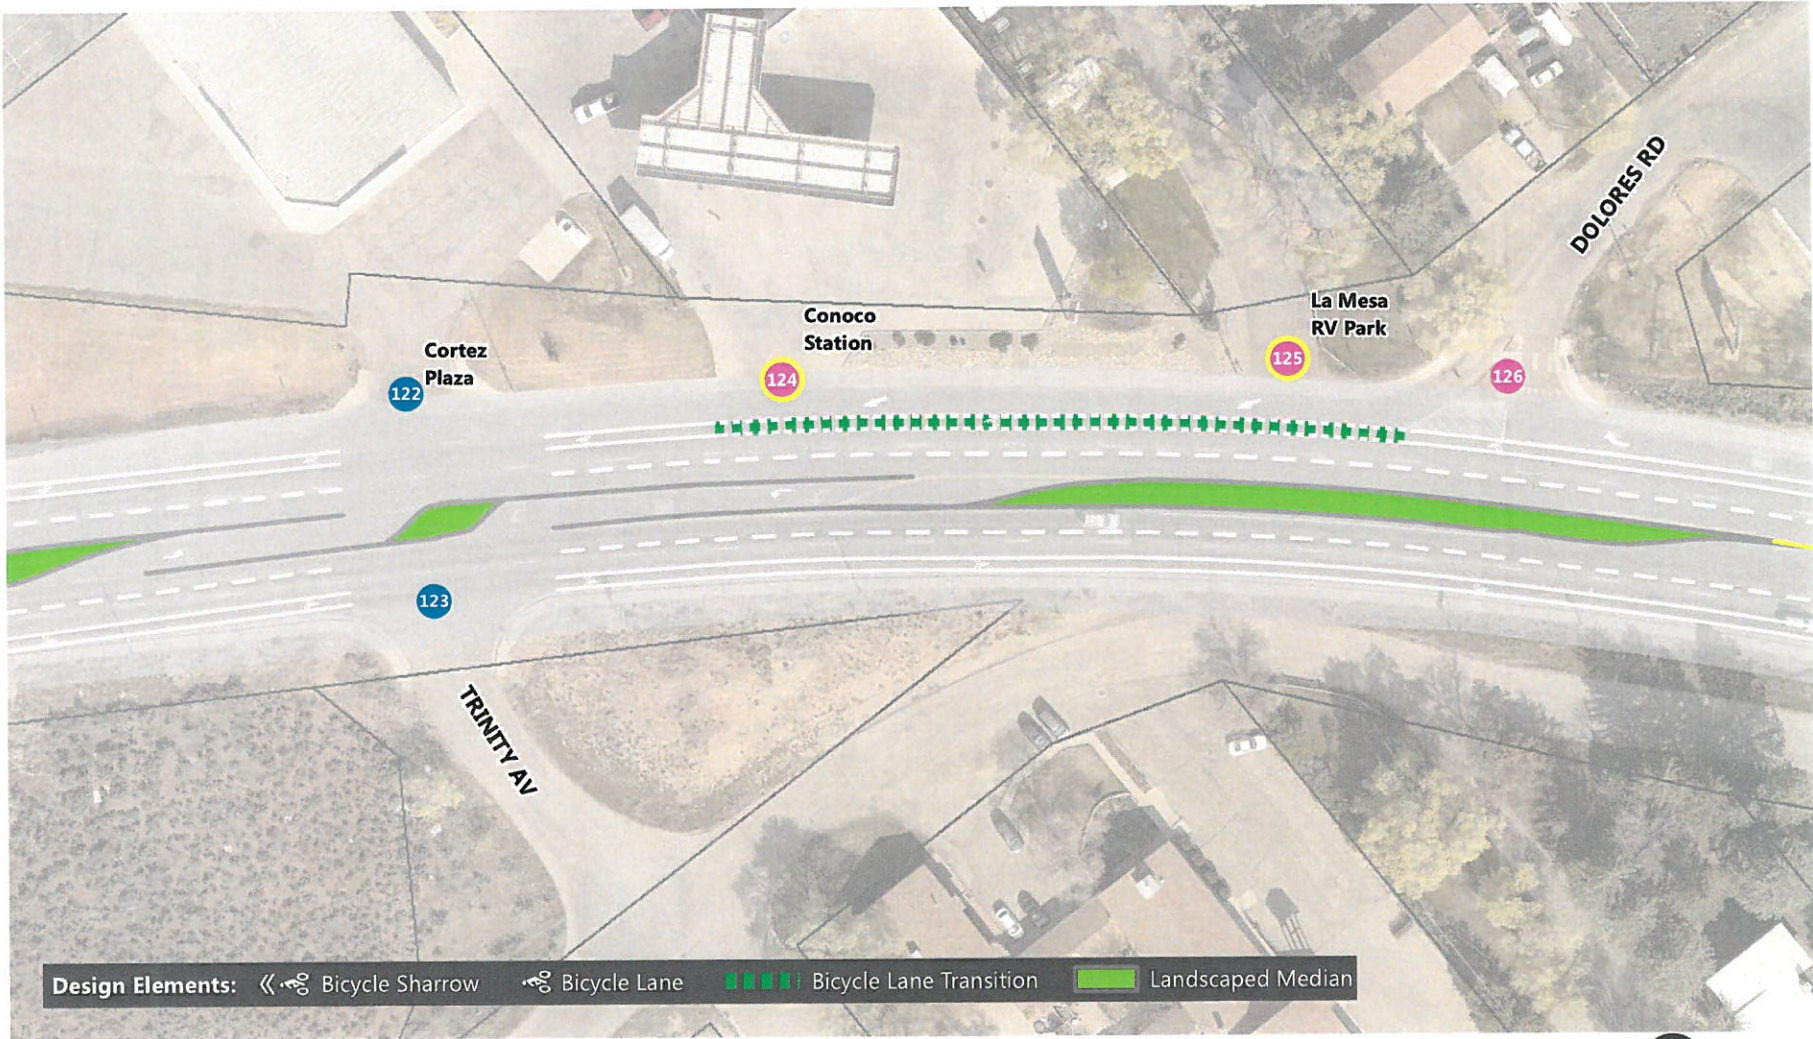 DOLORES RD
La Mesa
RV Park
Conoco
Station
Cortez
Plaza
122
124
125
126
123
TRINITY AV
Design Elements: Bicycle Sharrow Bicycle Lane Bicycle Lane Transition Landscaped Median